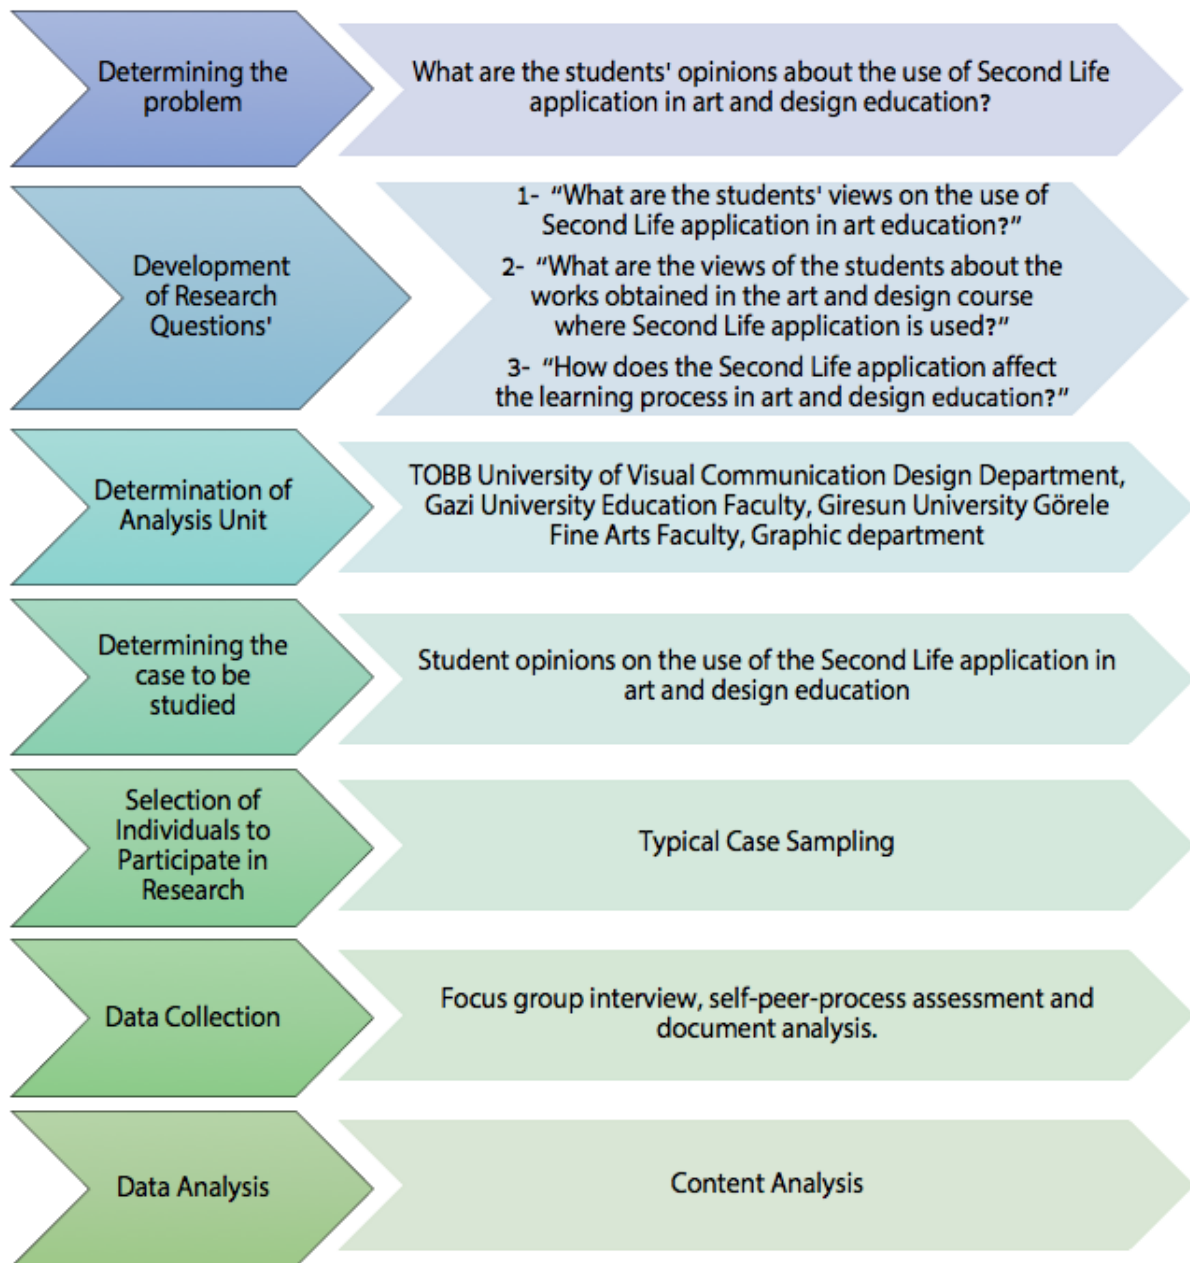 Determining the
problem
What are the students' opinions about the use of Second Life
application in art and design education?
Development
of Research
Questions'
1- “What are the students' views on the use of
Second Life application in art education?”
2- “What are the views of the students about the
works obtained in the art and design course
where Second Life application is used?”
3- “How does the Second Life application affect
the learning process in art and design education?”
Determination of
Analysis Unit
TOBB University of Visual Communication Design Department,
Gazi University Education Faculty, Giresun University Görele
Fine Arts Faculty, Graphic department
Determining the
case to be
studied
Student opinions on the use of the Second Life application in
art and design education
Selection of
Individuals to
Participate in
Research
Typical Case Sampling
Data Collection
Focus group interview, self-peer-process assessment and
document analysis.
Data Analysis
Content Analysis